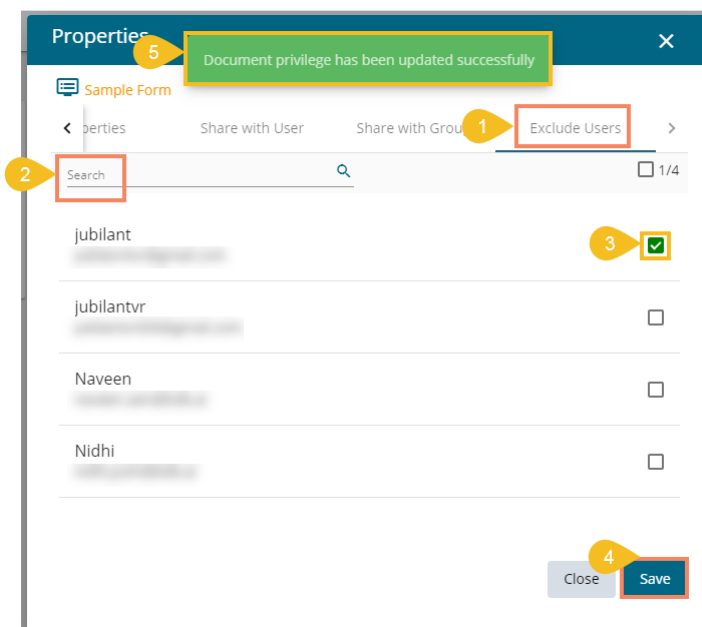 Properties
5
Document privilege has been updated successfully
Sample Form
perties
Share with User
Share with Grou
1
Exclude Users
2
Search
1/4
jubilant
3
jubilantvr
Naveen
Nidhi
4
Close
Save